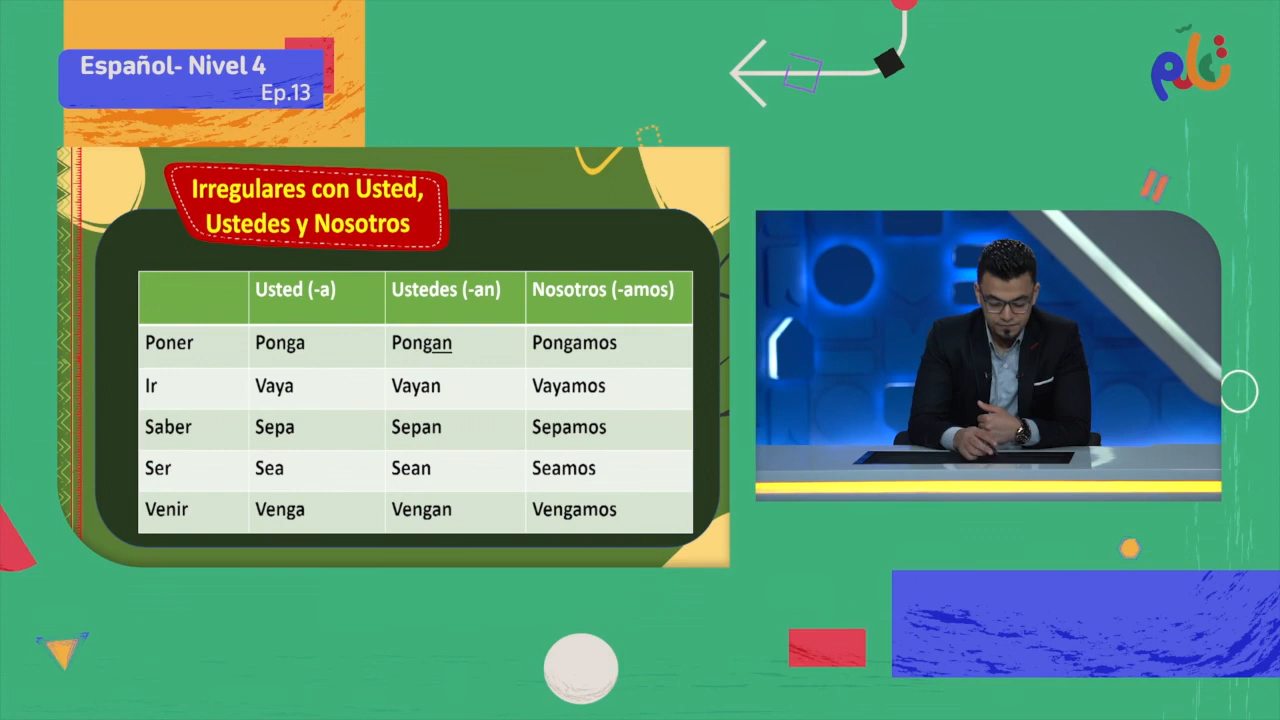 Español- Nivel 4
Ep.13
Irregulares con Usted,
Ustedes y Nosotros
Usted (-a) Ustedes (-an) Nosotros (-amos)
Poner Ponga Pongan Pongamos
Ir Vaya Vayan Vayamos
Saber Sepa Sepan Sepamos
Ser Sea Sean Seamos
Venir Venga Vengan Vengamos